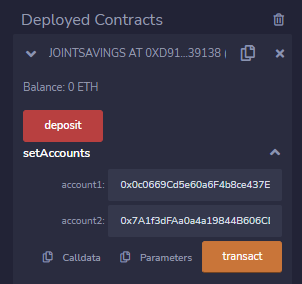 Deployed Contracts
JOINTSAVINGS AT 0XD91...39138 (
Balance: 0 ETH
deposit
setAccounts
account1: 0x0c0669Cd5e60a6F4b8ce437E
account2: 0x7A1f3dFAa0a4a19844B606CI
Calldata Parameters transact